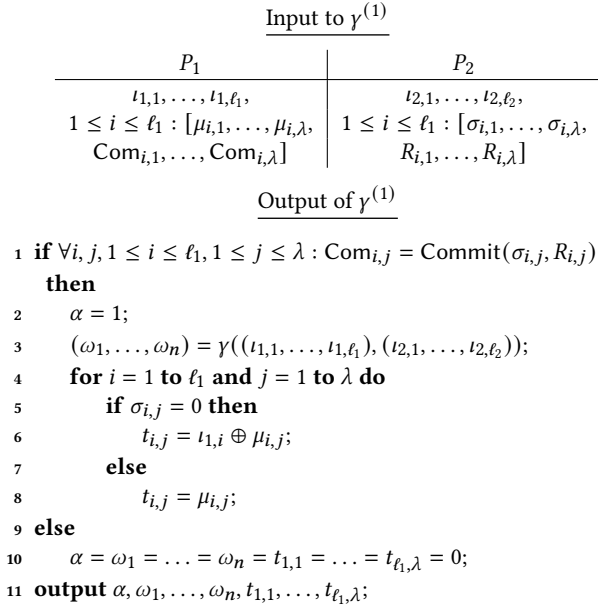 Input to γ^(1)
P_1 P_2
ι_{1,1}, . . . , ι_{1,ℓ_1}, ι_{2,1}, . . . , ι_{2,ℓ_2},
1 ≤ i ≤ ℓ_1 : [μ_{i,1}, . . . , μ_{i,λ}, 1 ≤ i ≤ ℓ_1 : [σ_{i,1}, . . . , σ_{i,λ},
Com_{i,1}, . . . , Com_{i,λ}] R_{i,1}, . . . , R_{i,λ}]
Output of γ^(1)
1 if ∀i, j, 1 ≤ i ≤ ℓ_1, 1 ≤ j ≤ λ : Com_{i,j} = Commit(σ_{i,j}, R_{i,j})
then
2 α = 1;
3 (ω_1, . . . , ω_n) = γ((ι_{1,1}, . . . , ι_{1,ℓ_1}), (ι_{2,1}, . . . , ι_{2,ℓ_2}));
4 for i = 1 to ℓ_1 and j = 1 to λ do
5 if σ_{i,j} = 0 then
6 t_{i,j} = ι_{1,i} ⊕ μ_{i,j};
7 else
8 t_{i,j} = μ_{i,j};
9 else
10 α = ω_1 = . . . = ω_n = t_{1,1} = . . . = t_{ℓ_1,λ} = 0;
11 output α, ω_1, . . . , ω_n, t_{1,1}, . . . , t_{ℓ_1,λ};